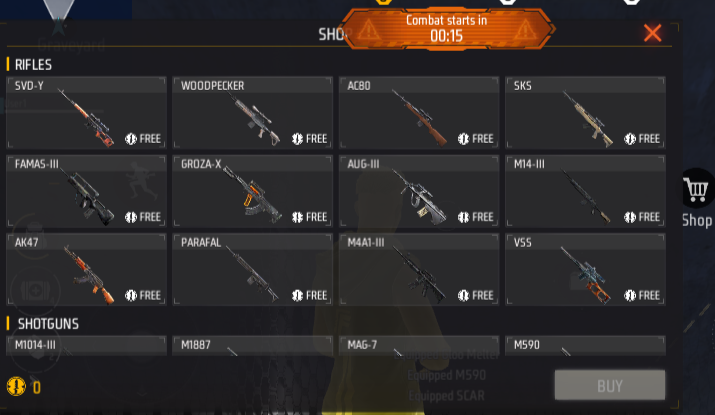 Combat starts in
00:15
SHO
Graveyard
RIFLES
SVD-Y
WOODPECKER
AC80
SKS
FREE
FREE
FREE
FREE
FAMAS-III
GROZA-X
AUG-III
M14-III
FREE
FREE
FREE
FREE
Shop
AK47
PARAFAL
M4A1-III
VSS
FREE
FREE
FREE
FREE
SHOTGUNS
M1014-III
M1887
MAG-7
M590
Equipped M590
Equipped SCAR
0
BUY